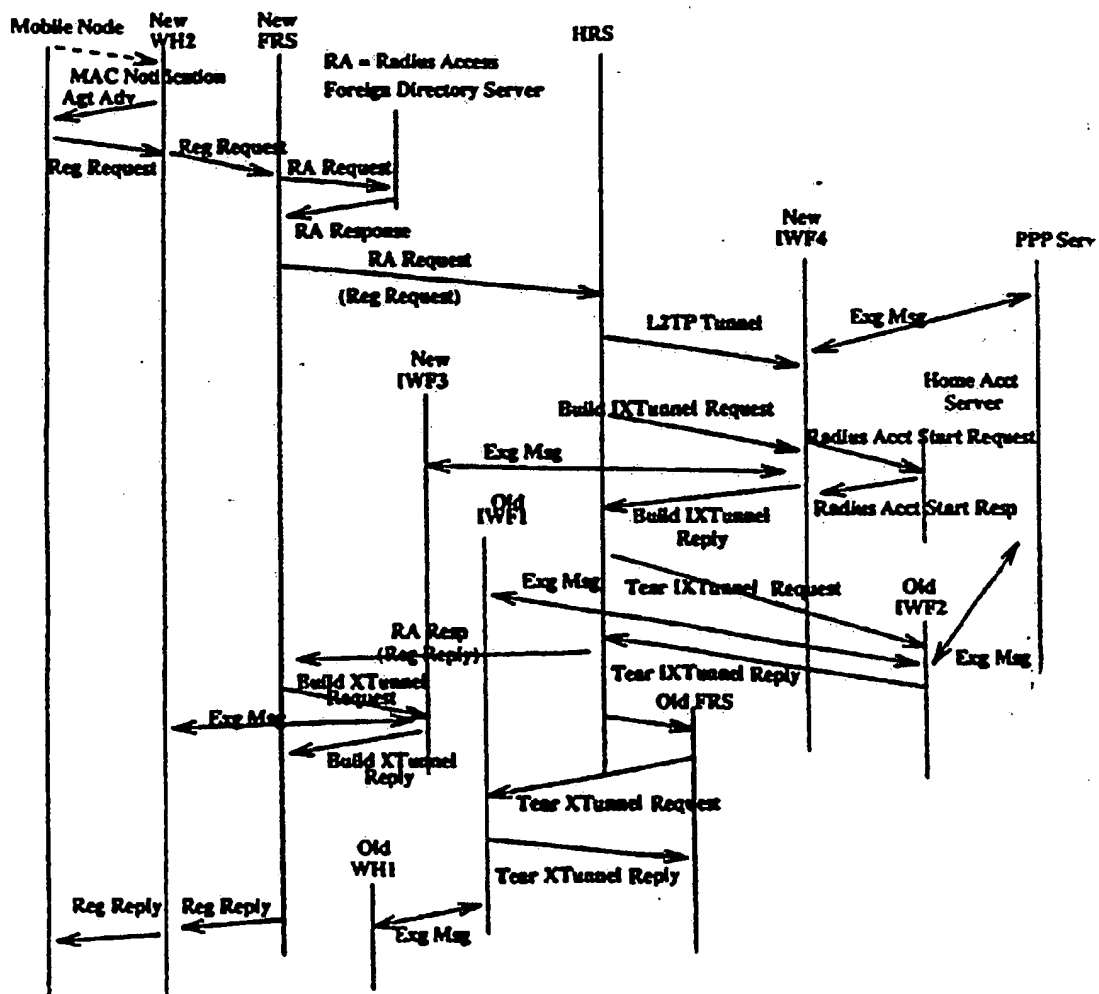 Mobile Node
New
WH2
New
FRS
HRS
RA = Radius Access
Foreign Directory Server
MAC Notification
Agt Adv
Reg Request
Reg Request
RA Request
RA Response
New
IWF4
PPP Serv
RA Request
(Reg Request)
L2TP Tunnel
Exg Msg
New
IWF3
Home Acct
Server
Build IXTunnel Request
Radius Acct Start Request
Exg Msg
Old
IWF1
Build IXTunnel
Reply
Radius Acct Start Resp
Exg Msg
Tear IXTunnel Request
Old
IWF2
RA Resp
(Reg Reply)
Tear IXTunnel Reply
Exg Msg
Build XTunnel
Request
Old FRS
Exg Msg
Build XTunnel
Reply
Tear XTunnel Request
Old
WH1
Tear XTunnel Reply
Reg Reply
Reg Reply
Exg Msg